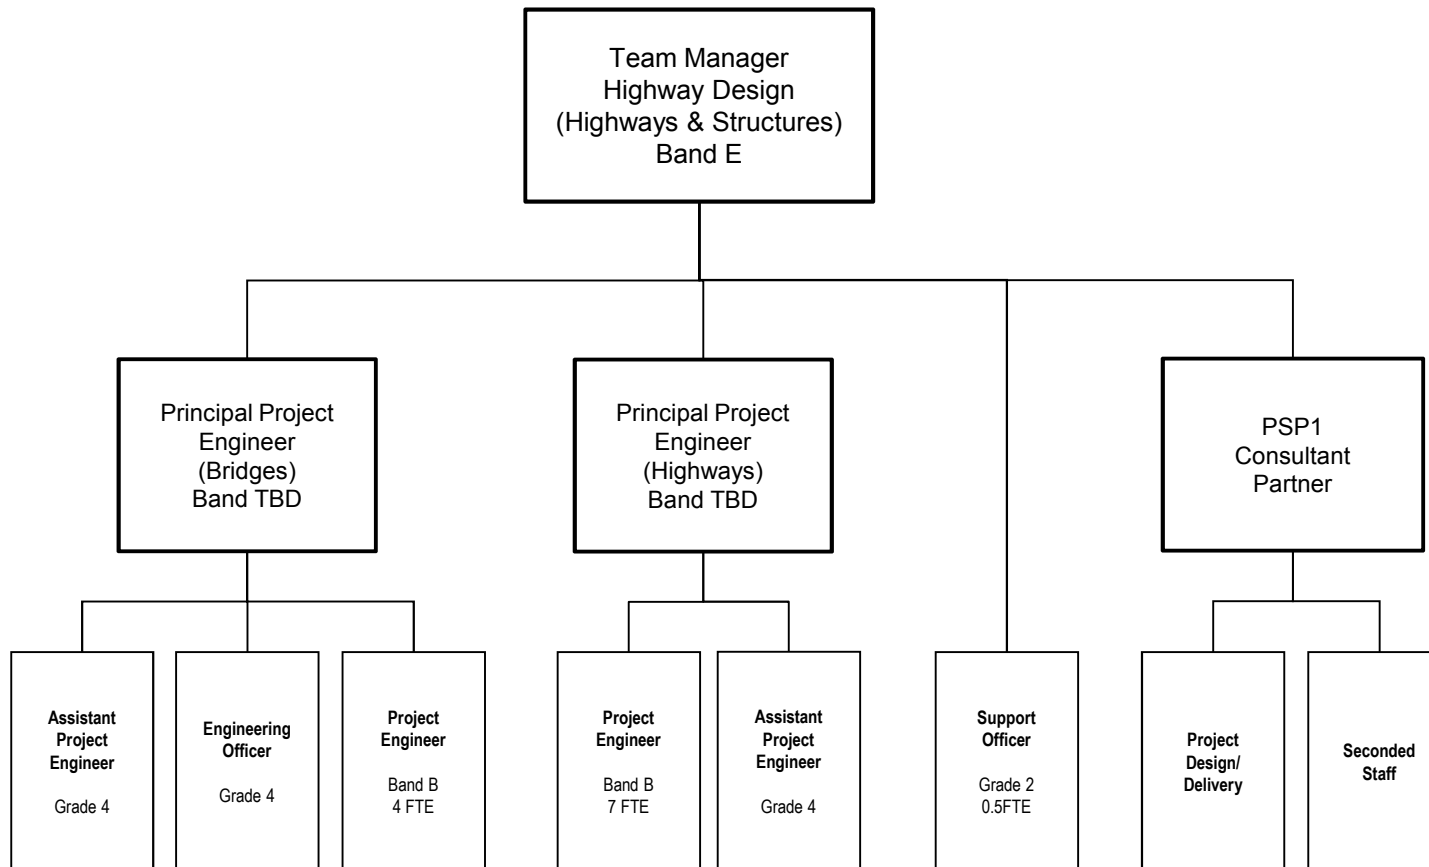 Team Manager
Highway Design
(Highways & Structures)
Band E
Principal Project
Engineer
(Bridges)
Band TBD
Principal Project
Engineer
(Highways)
Band TBD
PSP1
Consultant
Partner
Assistant
Project
Engineer
Grade 4
Engineering
Officer
Grade 4
Project
Engineer
Band B
4 FTE
Project
Engineer
Band B
7 FTE
Assistant
Project
Engineer
Grade 4
Support
Officer
Grade 2
0.5FTE
Project
Design/
Delivery
Seconded
Staff